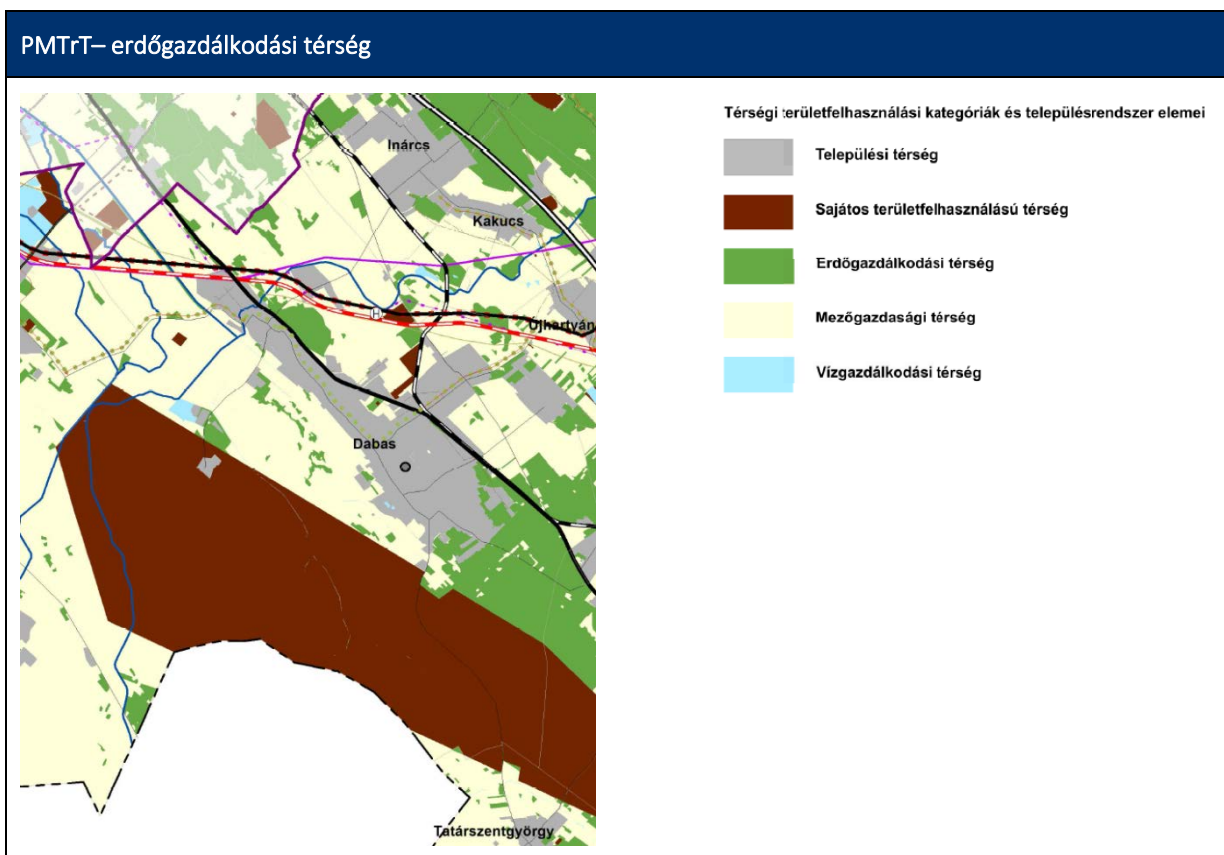 PMTrT– erdőgazdálkodási térség
Térségi területfelhasználási kategóriák és településrendszer elemei
Települési térség
Sajátos területfelhasználású térség
Erdőgazdálkodási térség
Mezőgazdasági térség
Vízgazdálkodási térség
Inárcs
Kakucs
H
Újhartyán
Dabas
Tatárszentgyörgy